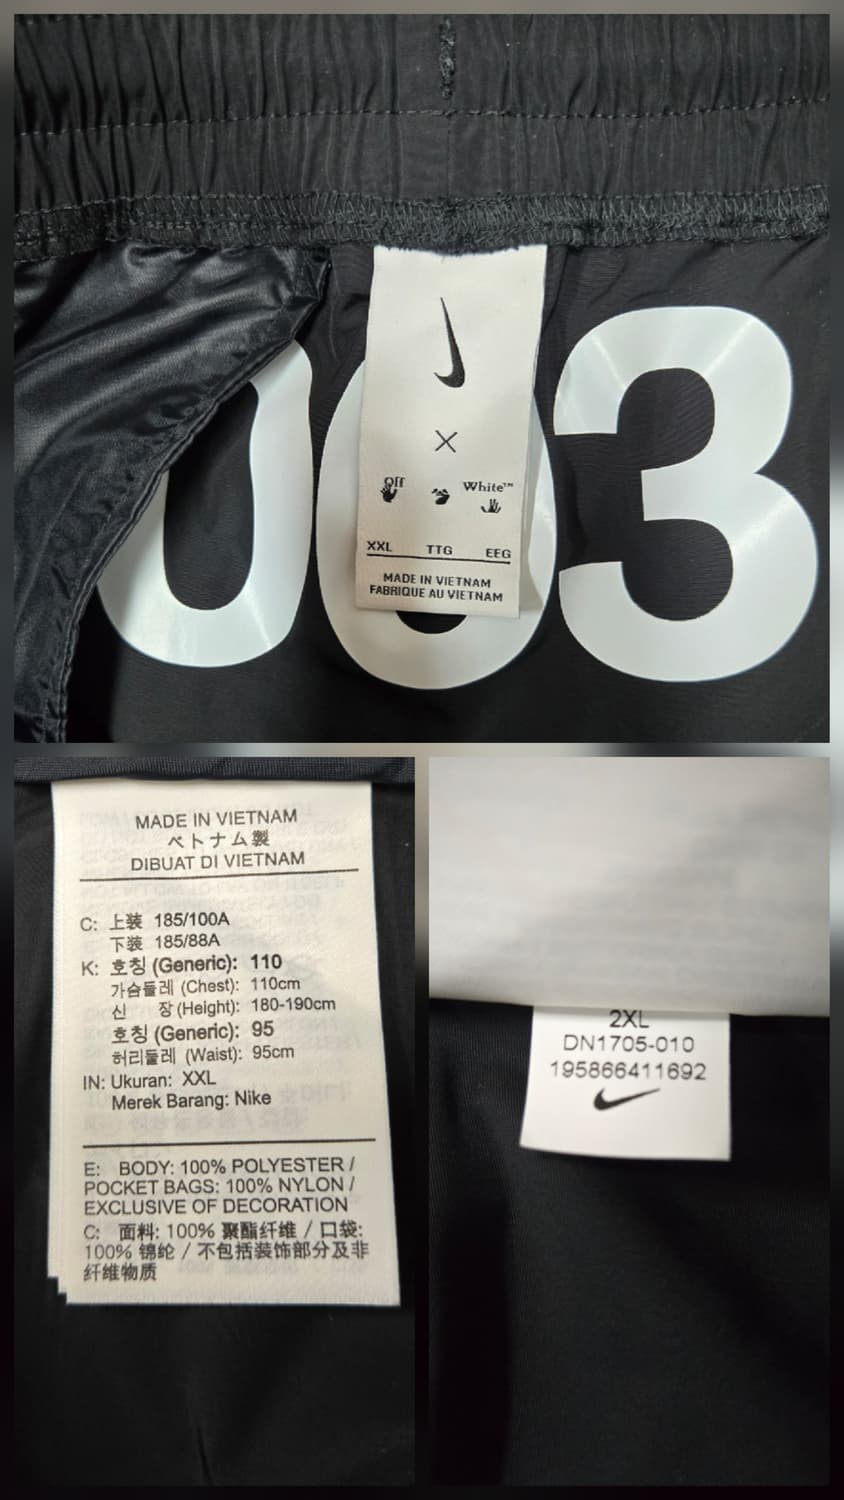 003
×
Off White™
XXL TTG EEG
MADE IN VIETNAM
FABRIQUE AU VIETNAM
MADE IN VIETNAM
ベトナム製
DIBUAT DI VIETNAM
C: 上装 185/100A
下装 185/88A
K: 호칭 (Generic): 110
가슴둘레 (Chest): 110cm
신 장 (Height): 180-190cm
호칭 (Generic): 95
허리둘레 (Waist): 95cm
IN: Ukuran: XXL
Merek Barang: Nike
E: BODY: 100% POLYESTER /
POCKET BAGS: 100% NYLON /
EXCLUSIVE OF DECORATION
C: 面料: 100% 聚酯纤维 / 口袋:
100% 锦纶 / 不包括装饰部分及非
纤维物质
2XL
DN1705-010
195866411692